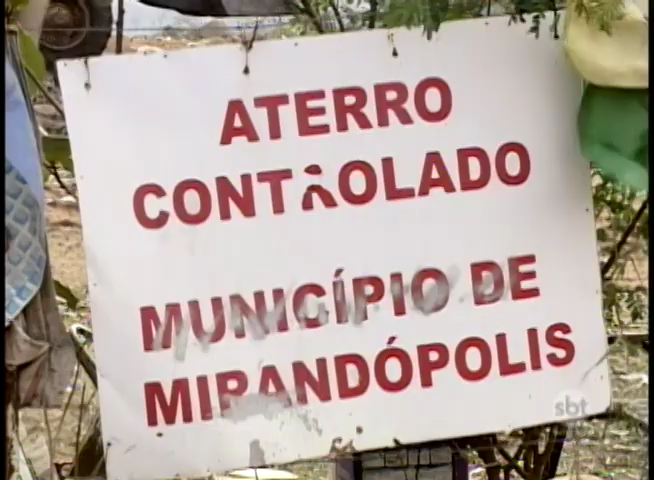 ATERRO
CONTROLADO
MUNICÍPIO DE
MIRANDÓPOLIS
sbt